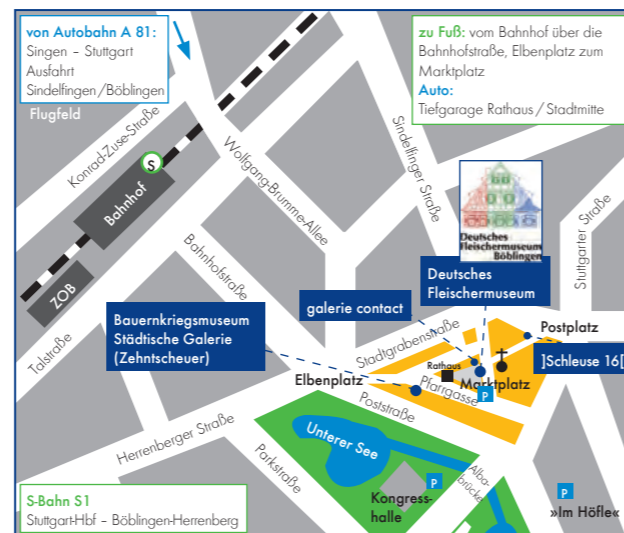 von Autobahn A 81:
Singen – Stuttgart
Ausfahrt
Sindelfingen/Böblingen
zu Fuß: vom Bahnhof über die
Bahnhofstraße, Elbenplatz zum
Marktplatz
Auto:
Tiefgarage Rathaus/Stadtmitte
Flugfeld
Konrad-Zuse-Straße
S
Bahnhof
ZOB
Talstraße
Wolfgang-Brumme-Allee
Bahnhofstraße
Sindelfinger Straße
Stuttgarter Straße
Deutsches
Fleischermuseum
Böblingen
Deutsches
Fleischermuseum
galerie contact
Bauernkriegsmuseum
Städtische Galerie
(Zehntscheuer)
Stadtgrabenstraße
Postplatz
]Schleuse 16[
Rathaus
Marktplatz
P
Elbenplatz
Pfarrgasse
Poststraße
Herrenberger Straße
Parkstraße
Unterer See
P
Kongress-
halle
Alba-
brücke
P
»Im Höfle«
S-Bahn S1
Stuttgart-Hbf – Böblingen-Herrenberg